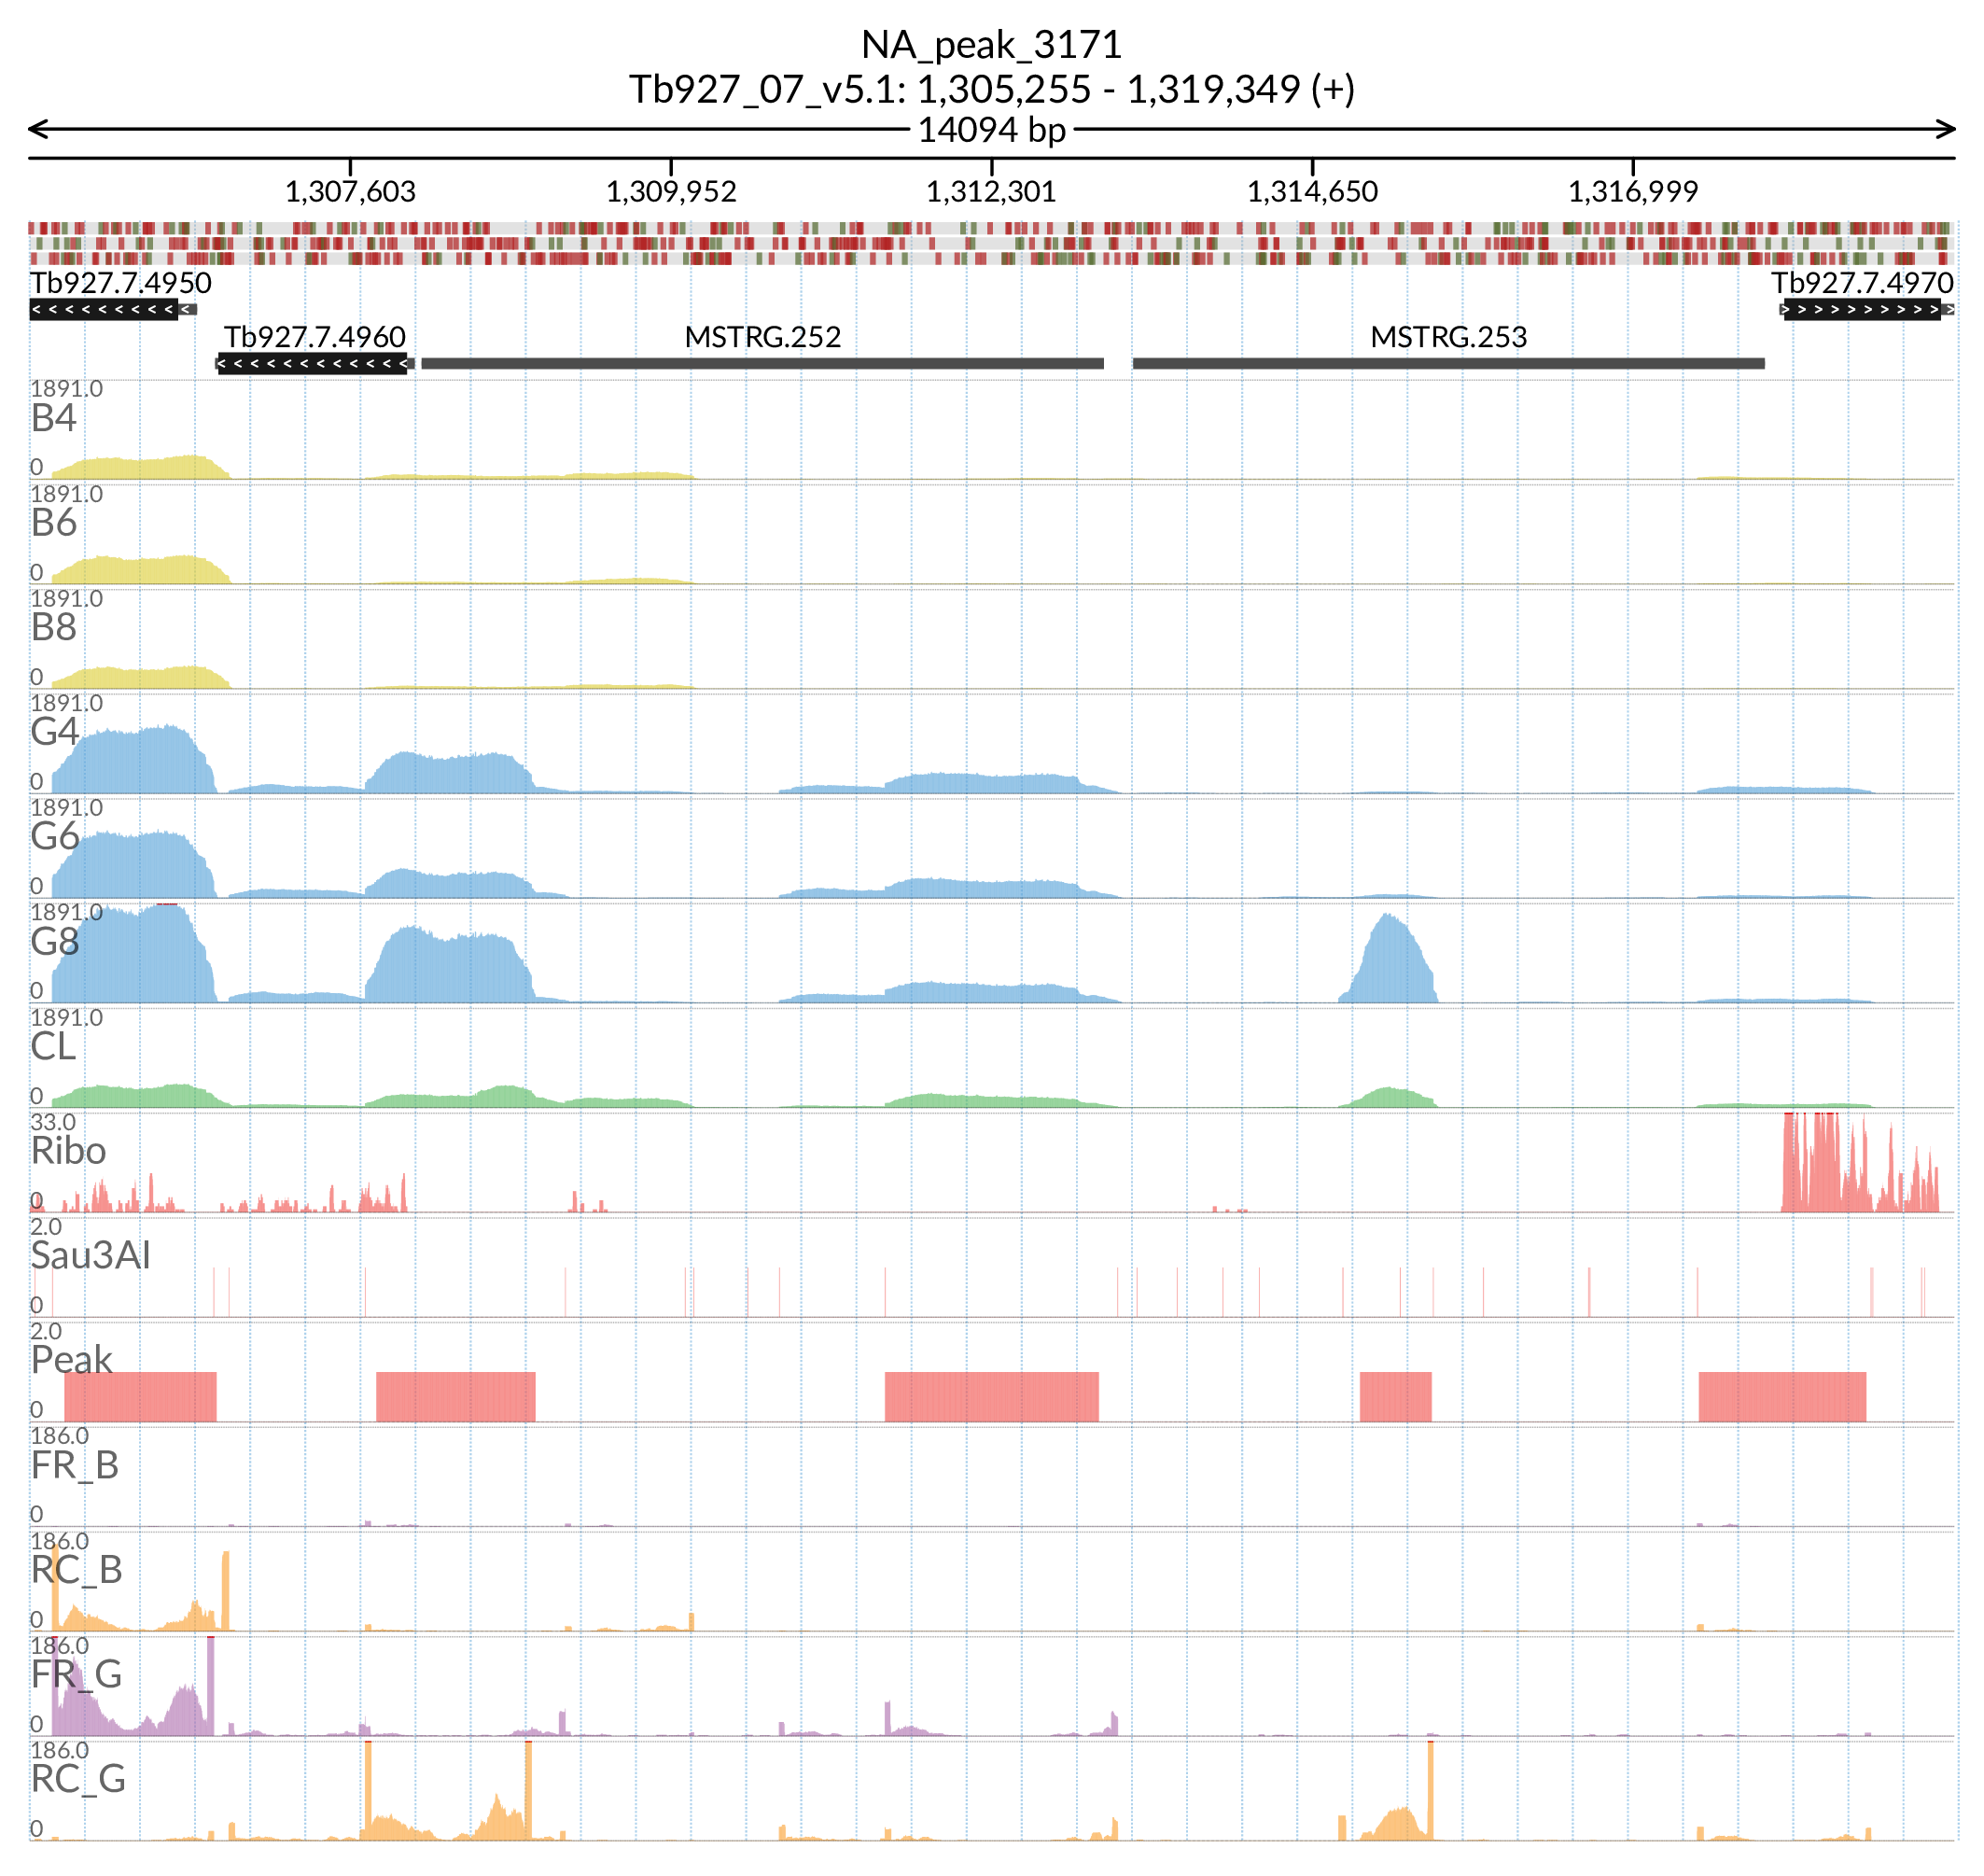 NA_peak_3171
Tb927_07_v5.1: 1,305,255 - 1,319,349 (+)
14094 bp
1,307,603 1,309,952 1,312,301 1,314,650 1,316,999
Tb927.7.4950 Tb927.7.4970
Tb927.7.4960 MSTRG.252 MSTRG.253
1891.0
B4
0
1891.0
B6
0
1891.0
B8
0
1891.0
G4
0
1891.0
G6
0
1891.0
G8
0
1891.0
CL
0
33.0
Ribo
0
2.0
Sau3AI
0
2.0
Peak
0
186.0
FR_B
0
186.0
RC_B
0
186.0
FR_G
0
186.0
RC_G
0